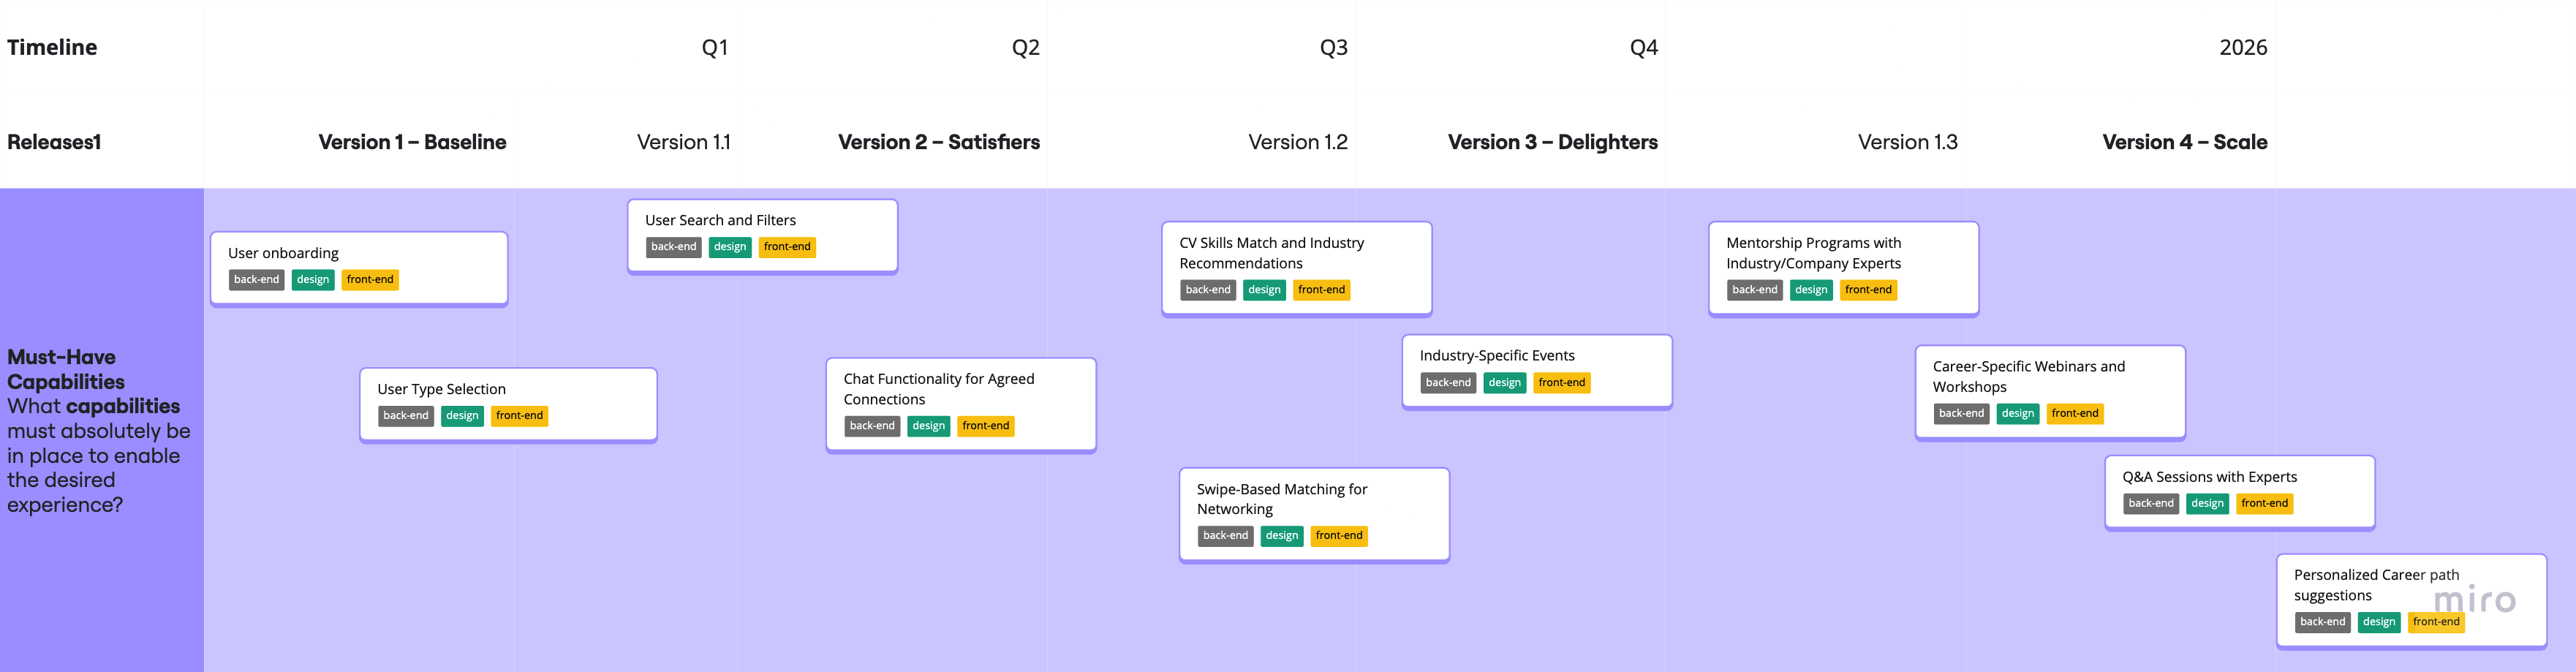 Timeline
Q1
Q2
Q3
Q4
2026
Releases1
Version 1 – Baseline
Version 1.1
Version 2 – Satisfiers
Version 1.2
Version 3 – Delighters
Version 1.3
Version 4 – Scale
Must-Have
Capabilities
What capabilities
must absolutely be
in place to enable
the desired
experience?
User onboarding
back-end design front-end
User Type Selection
back-end design front-end
User Search and Filters
back-end design front-end
Chat Functionality for Agreed
Connections
back-end design front-end
CV Skills Match and Industry
Recommendations
back-end design front-end
Swipe-Based Matching for
Networking
back-end design front-end
Industry-Specific Events
back-end design front-end
Mentorship Programs with
Industry/Company Experts
back-end design front-end
Career-Specific Webinars and
Workshops
back-end design front-end
Q&A Sessions with Experts
back-end design front-end
Personalized Career path
suggestions
back-end design front-end
miro